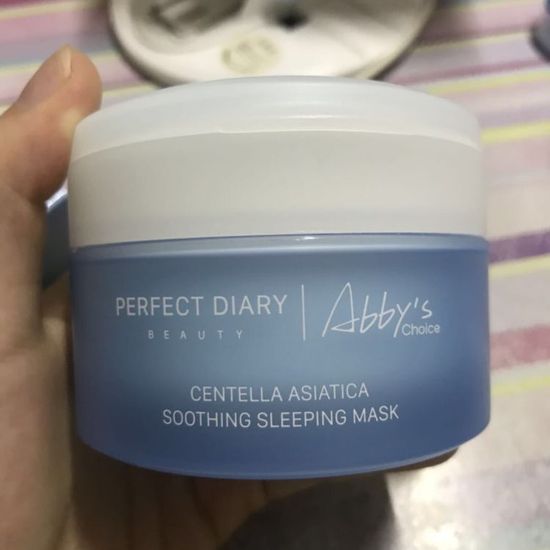 PERFECT DIARY
BEAUTY
Abby's
Choice
CENTELLA ASIATICA
SOOTHING SLEEPING MASK